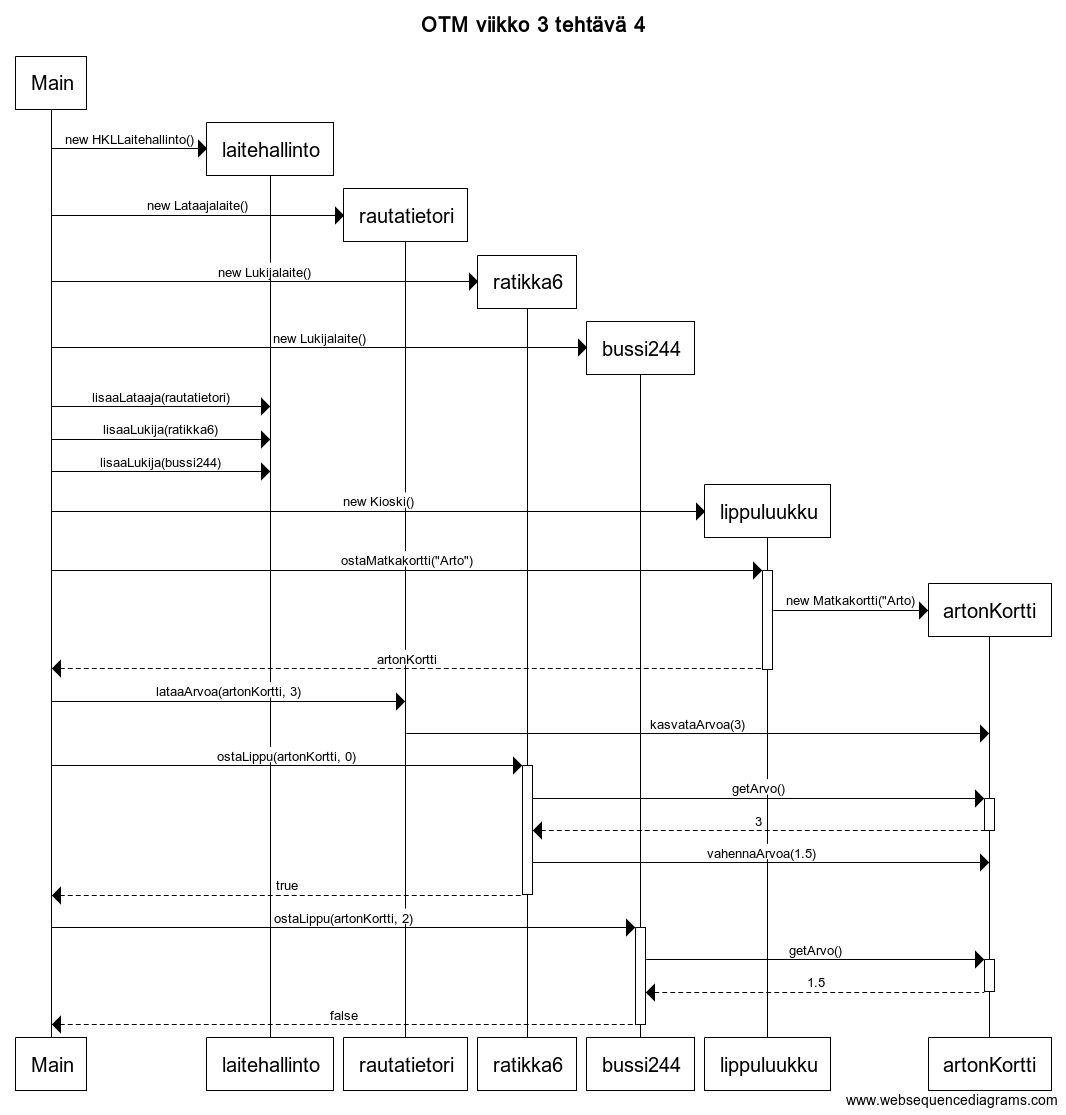 OTM viikko 3 tehtävä 4
Main
new HKLLaitehallinto()
laitehallinto
new Lataajalaite()
rautatietori
new Lukijalaite()
ratikka6
new Lukijalaite()
bussi244
lisaaLataaja(rautatietori)
lisaaLukija(ratikka6)
lisaaLukija(bussi244)
new Kioski()
lippuluukku
ostaMatkakortti("Arto")
new Matkakortti("Arto)
artonKortti
artonKortti
lataaArvoa(artonKortti, 3)
kasvataArvoa(3)
ostaLippu(artonKortti, 0)
getArvo()
3
vahennaArvoa(1.5)
true
ostaLippu(artonKortti, 2)
getArvo()
1.5
false
Main laitehallinto rautatietori ratikka6 bussi244 lippuluukku artonKortti
www.websequencediagrams.com